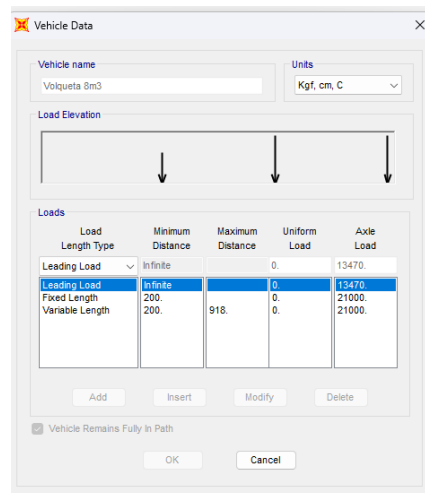 Vehicle Data
Vehicle name
Units
Volqueta 8m3
Kgf, cm, C
Load Elevation
Loads
Load Length Type Minimum Distance Maximum Distance Uniform Load Axle Load
Leading Load Infinite 0. 13470.
Leading Load Infinite 0. 13470.
Fixed Length 200. 0. 21000.
Variable Length 200. 918. 0. 21000.
Add Insert Modify Delete
Vehicle Remains Fully In Path
OK Cancel